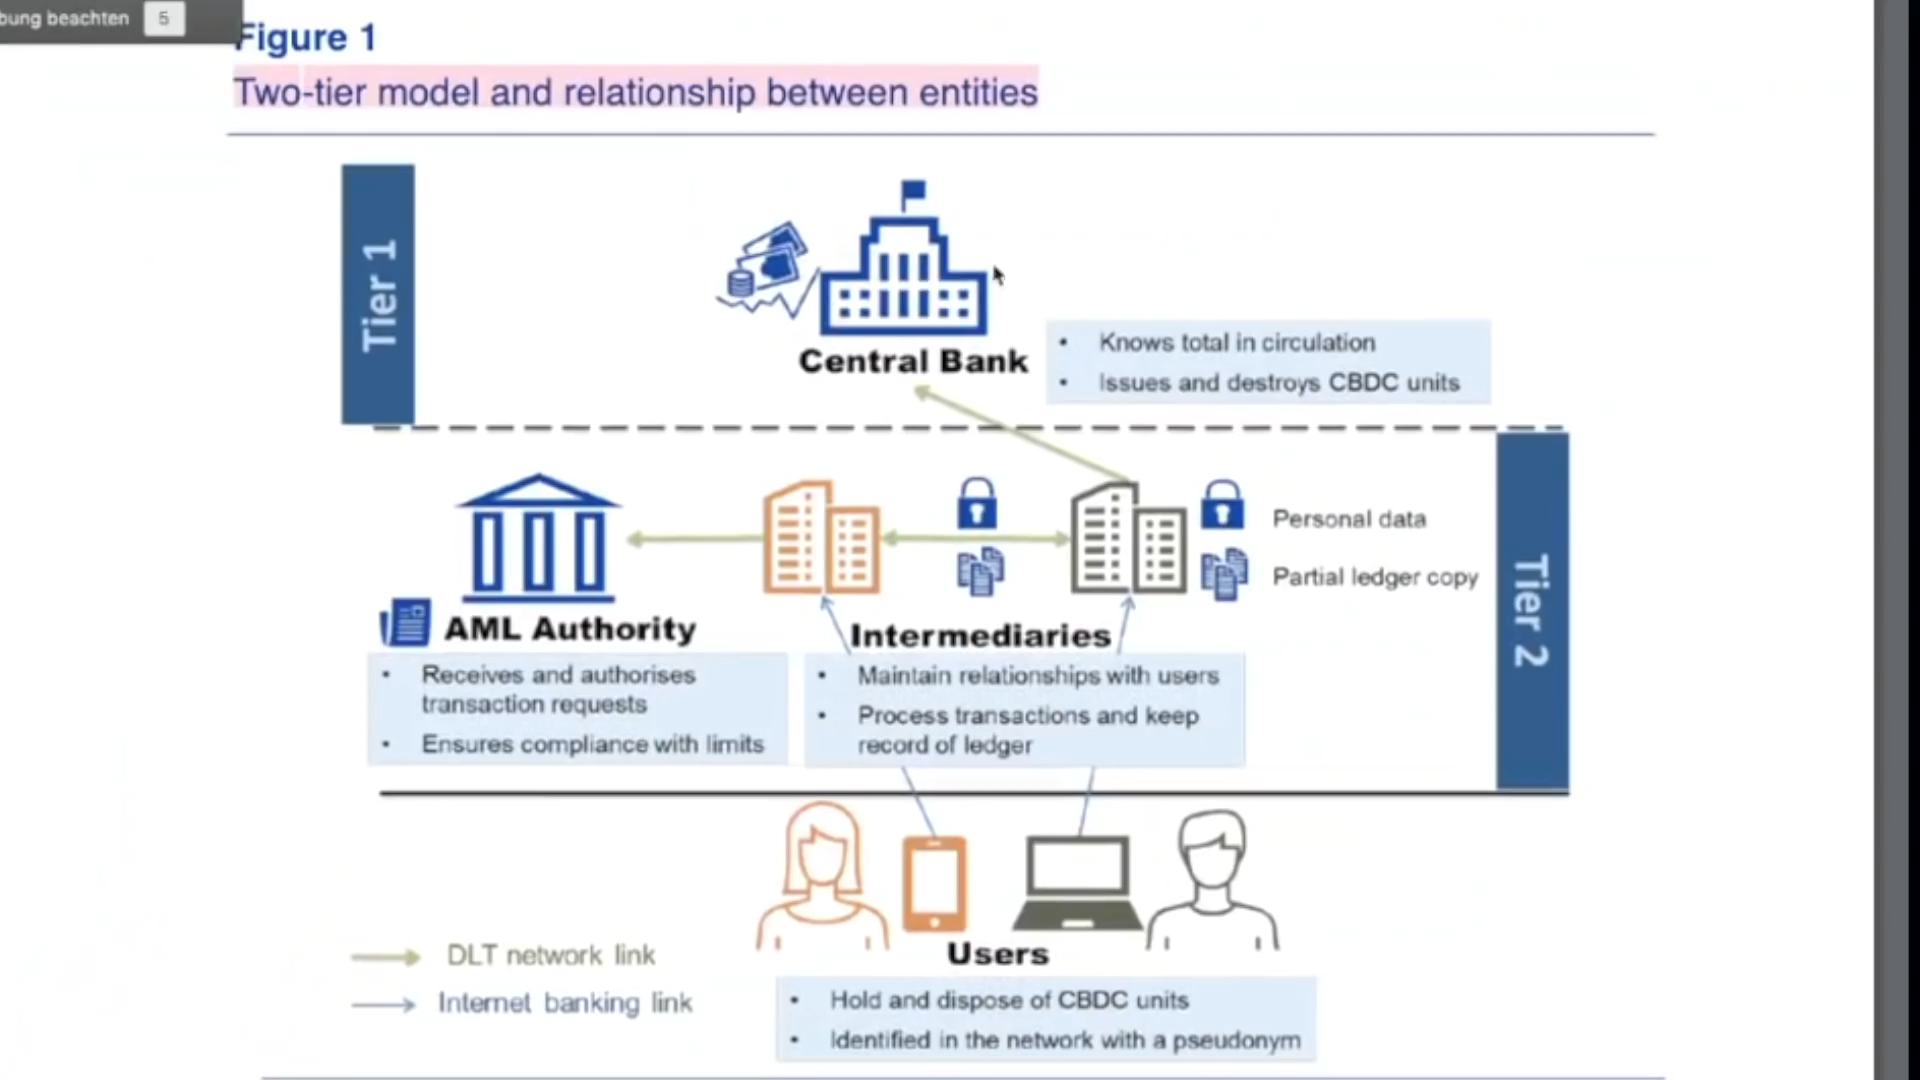 bung beachten 5
Figure 1
Two-tier model and relationship between entities
Tier 1
Central Bank
• Knows total in circulation
• Issues and destroys CBDC units
Personal data
Partial ledger copy
Tier 2
AML Authority
• Receives and authorises
transaction requests
• Ensures compliance with limits
Intermediaries
• Maintain relationships with users
• Process transactions and keep
record of ledger
Users
DLT network link
Internet banking link
• Hold and dispose of CBDC units
• Identified in the network with a pseudonym